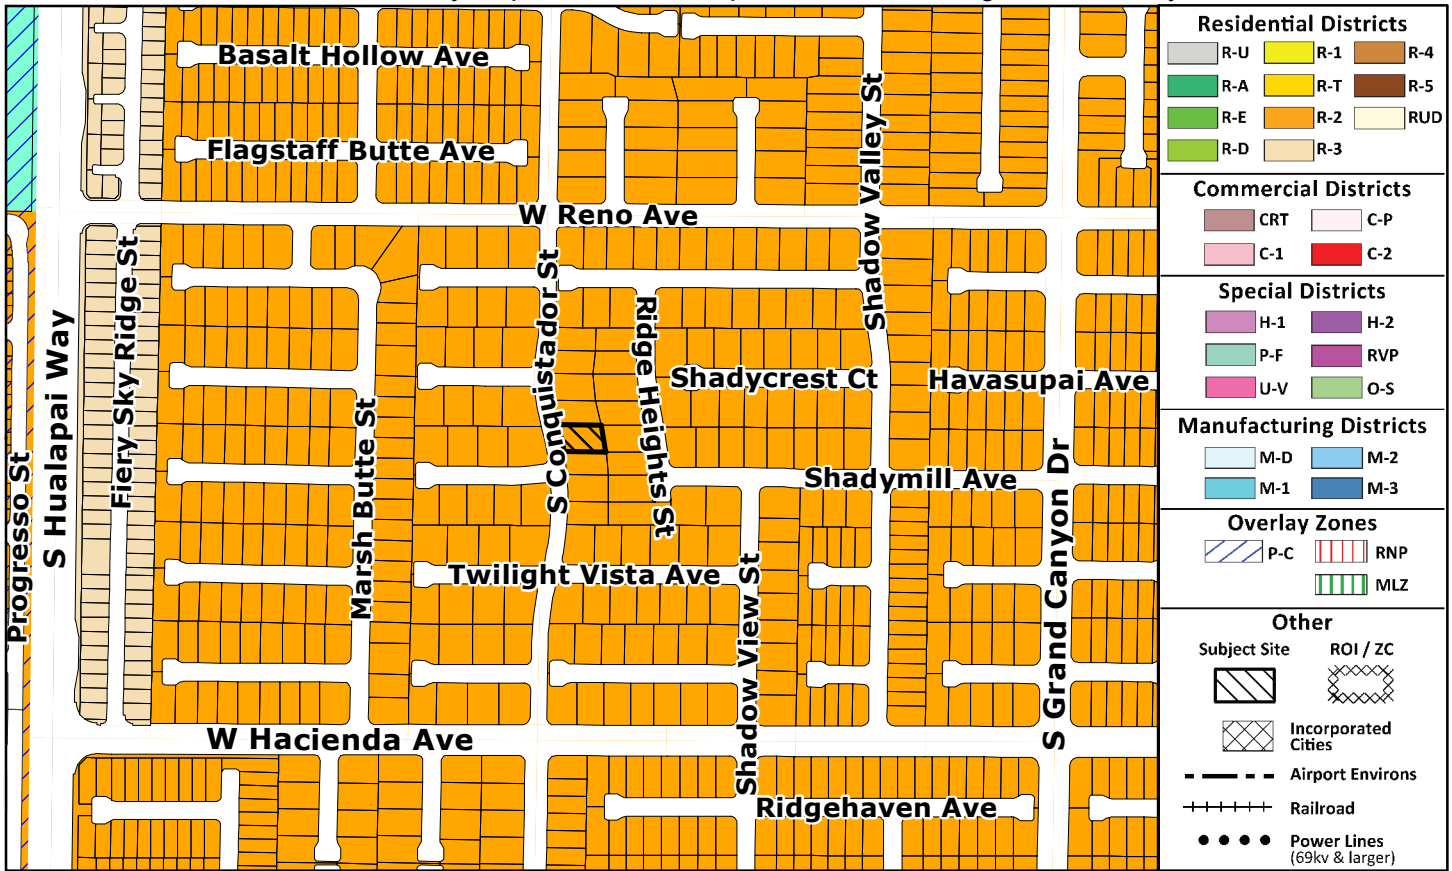 Basalt Hollow Ave
Flagstaff Butte Ave
Shadow Valley St
W Reno Ave
S Hualapai Way
Fiery Sky Ridge St
Progresso St
Marsh Butte St
S Conquistador St
Ridge Heights St
Shadycrest Ct
Havasupai Ave
Shadymill Ave
S Grand Canyon Dr
Twilight Vista Ave
Shadow View St
W Hacienda Ave
Ridgehaven Ave
Residential Districts
R-U R-1 R-4
R-A R-T R-5
R-E R-2 RUD
R-D R-3
Commercial Districts
CRT C-P
C-1 C-2
Special Districts
H-1 H-2
P-F RVP
U-V O-S
Manufacturing Districts
M-D M-2
M-1 M-3
Overlay Zones
P-C RNP
MLZ
Other
Subject Site ROI / ZC
Incorporated
Cities
Airport Environs
Railroad
Power Lines
(69kv & larger)